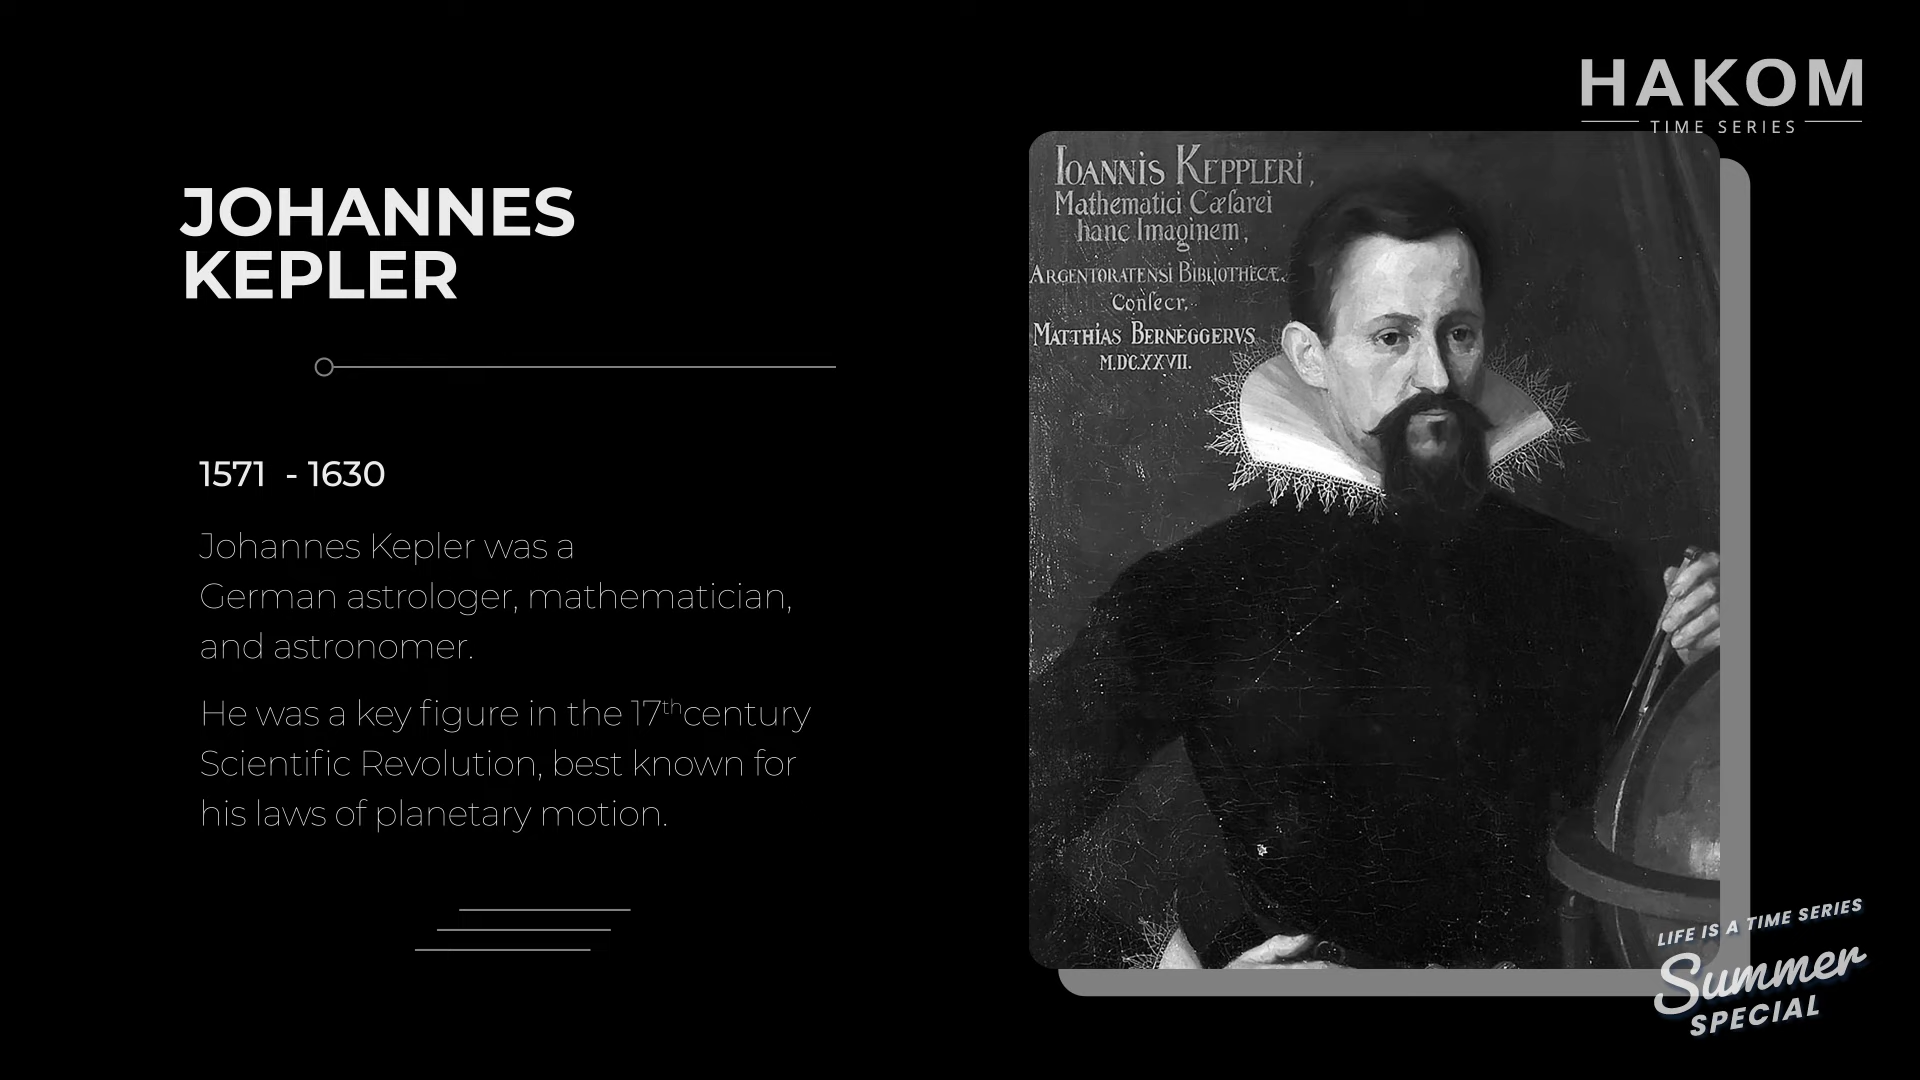 HAKOM
TIME SERIES
JOHANNES
KEPLER
1571 - 1630
Johannes Kepler was a
German astrologer, mathematician,
and astronomer.
He was a key figure in the 17th century
Scientific Revolution, best known for
his laws of planetary motion.
IOANNIS KEPPLERI,
Mathematici Cæſarei
hanc Imaginem,
ARGENTORATENSI BIBLIOTHECÆ.
Conſecr.
MATTHIAS BERNEGGERVS
M.DC.XXVII.
LIFE IS A TIME SERIES
Summer
SPECIAL